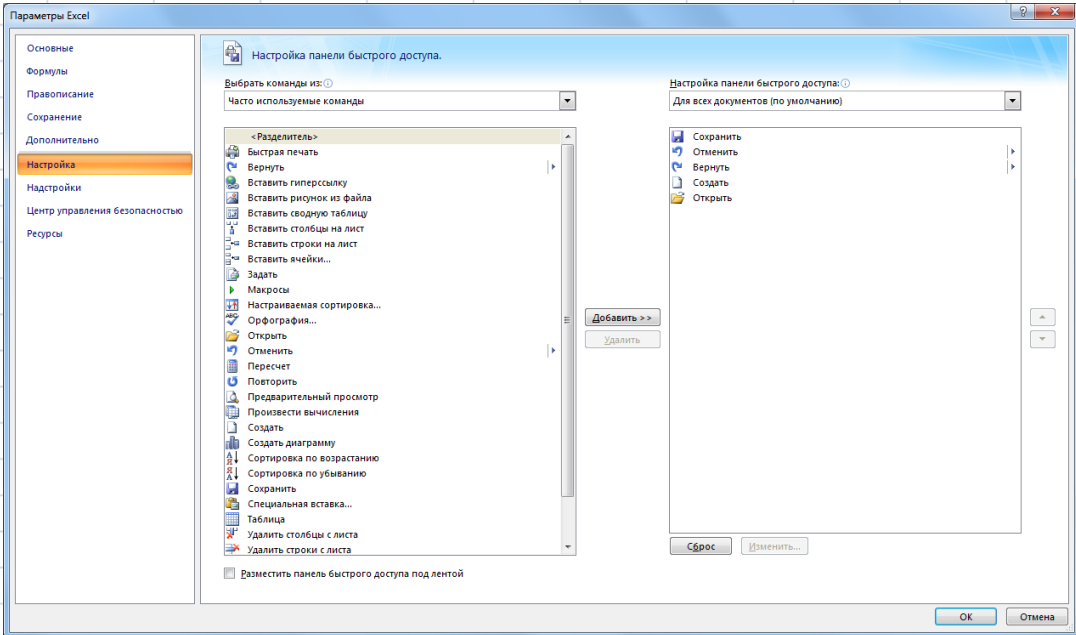 Параметры Excel
Основные
Формулы
Правописание
Сохранение
Дополнительно
Настройка
Надстройки
Центр управления безопасностью
Ресурсы
Настройка панели быстрого доступа.
Выбрать команды из:
Часто используемые команды
<Разделитель>
Быстрая печать
Вернуть
Вставить гиперссылку
Вставить рисунок из файла
Вставить сводную таблицу
Вставить столбцы на лист
Вставить строки на лист
Вставить ячейки...
Задать
Макросы
Настраиваемая сортировка...
Орфография...
Открыть
Отменить
Пересчет
Повторить
Предварительный просмотр
Произвести вычисления
Создать
Создать диаграмму
Сортировка по возрастанию
Сортировка по убыванию
Сохранить
Специальная вставка...
Таблица
Удалить столбцы с листа
Удалить строки с листа
Разместить панель быстрого доступа под лентой
Добавить >>
Удалить
Настройка панели быстрого доступа:
Для всех документов (по умолчанию)
Сохранить
Отменить
Вернуть
Создать
Открыть
Сброс
Изменить...
ОК
Отмена